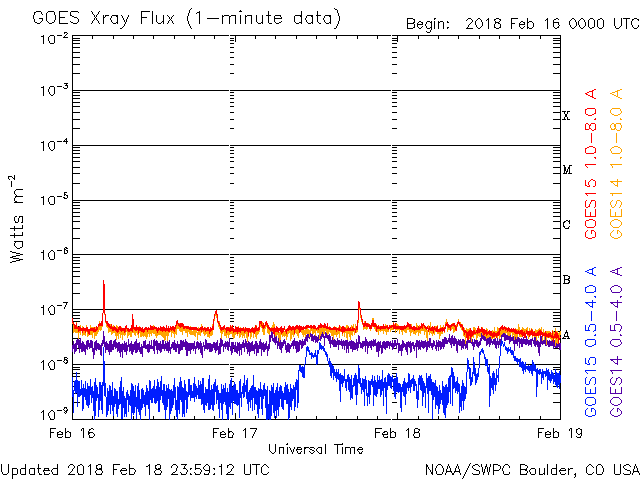 GOES Xray Flux (1-minute data)
Begin: 2018 Feb 16 0000 UTC
10-2
10-3
10-4
10-5
10-6
10-7
10-8
10-9
Watts m-2
X
M
C
B
A
GOES15 1.0-8.0 A
GOES14 1.0-8.0 A
GOES15 0.5-4.0 A
GOES14 0.5-4.0 A
Feb 16
Feb 17
Feb 18
Feb 19
Universal Time
Updated 2018 Feb 18 23:59:12 UTC
NOAA/SWPC Boulder, CO USA